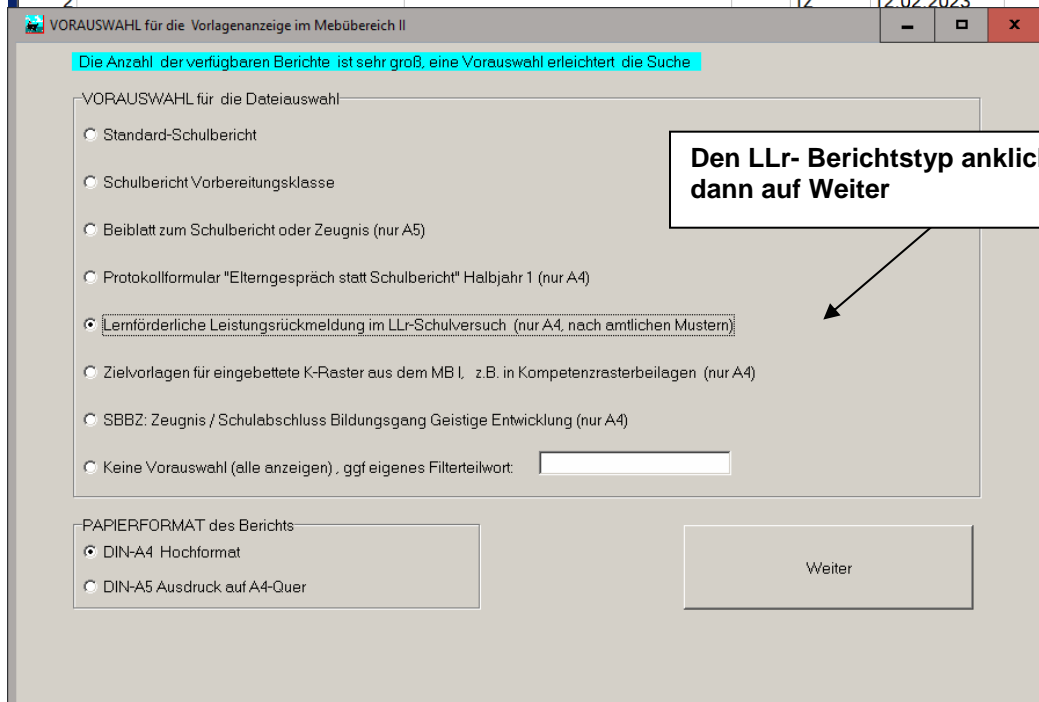 2 12 12.02.2023
VORAUSWAHL für die Vorlagenanzeige im Mebübereich II
Die Anzahl der verfügbaren Berichte ist sehr groß, eine Vorauswahl erleichtert die Suche
VORAUSWAHL für die Dateiauswahl
Standard-Schulbericht
Den LLr- Berichtstyp anklick
dann auf Weiter
Schulbericht Vorbereitungsklasse
Beiblatt zum Schulbericht oder Zeugnis (nur A5)
Protokollformular "Elterngespräch statt Schulbericht" Halbjahr 1 (nur A4)
Lernförderliche Leistungsrückmeldung im LLr-Schulversuch (nur A4, nach amtlichen Mustern)
Zielvorlagen für eingebettete K-Raster aus dem MB I, z.B. in Kompetenzrasterbeilagen (nur A4)
SBBZ: Zeugnis / Schulabschluss Bildungsgang Geistige Entwicklung (nur A4)
Keine Vorauswahl (alle anzeigen) , ggf eigenes Filterteilwort:
PAPIERFORMAT des Berichts
DIN-A4 Hochformat
DIN-A5 Ausdruck auf A4-Quer
Weiter